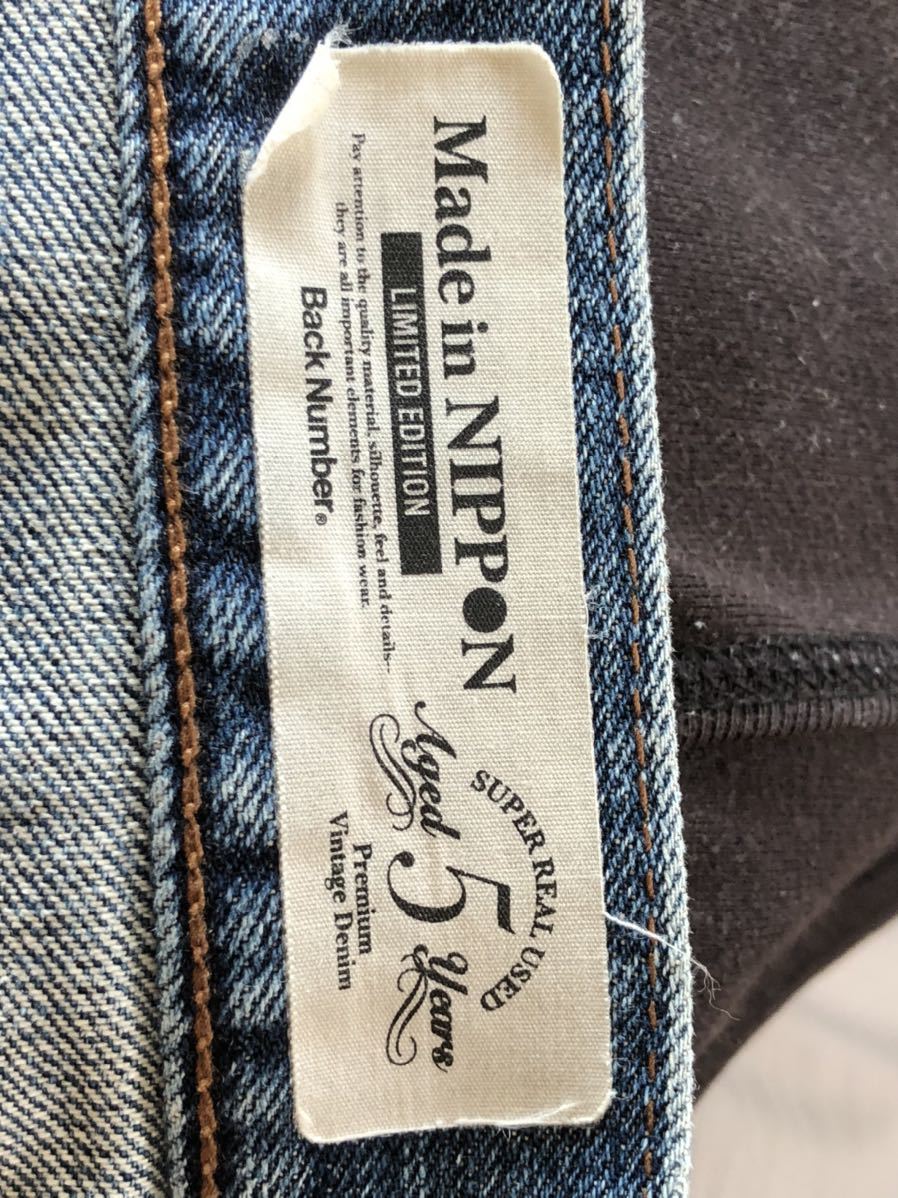 Made in NIPP●N
LIMITED EDITION
Pay attention to the quality material, silhouette, feel and details--
they are all important elements for fashion wear.
Back Number®
SUPER REAL USED
Aged 5 Years
Premium
Vintage Denim